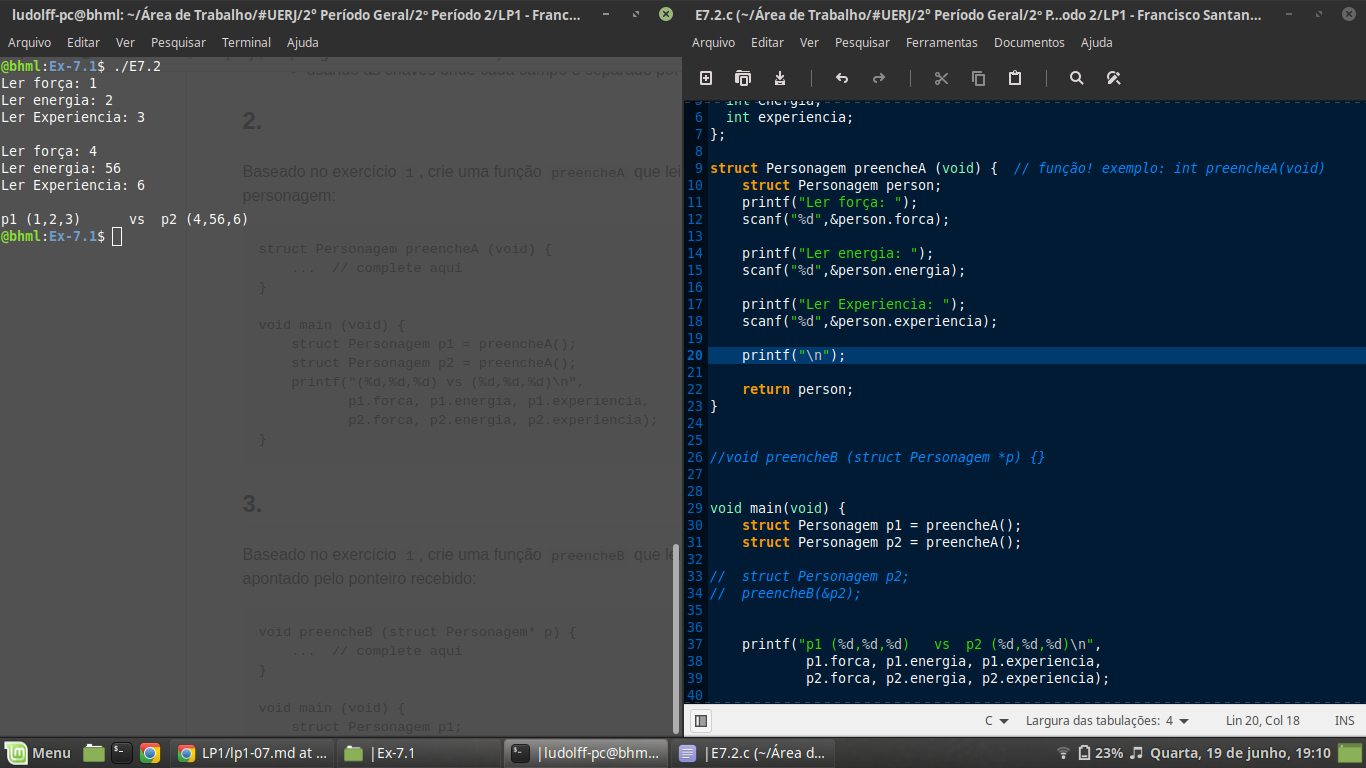 ludolff-pc@bhml: ~/Área de Trabalho/#UERJ/2° Período Geral/2º Período 2/LP1 - Franc...
Arquivo Editar Ver Pesquisar Terminal Ajuda
@bhml:Ex-7.1$ ./E7.2
Ler força: 1
Ler energia: 2
Ler Experiencia: 3
Ler força: 4
Ler energia: 56
Ler Experiencia: 6
p1 (1,2,3) vs p2 (4,56,6)
@bhml:Ex-7.1$
2.
Baseado no exercício 1, crie uma função preencheA que lei
personagem:
struct Personagem preencheA (void) {
... // complete aqui
}
void main (void) {
struct Personagem p1 = preencheA();
struct Personagem p2 = preencheA();
printf("(%d,%d,%d) vs (%d,%d,%d)\n",
p1.forca, p1.energia, p1.experiencia,
p2.forca, p2.energia, p2.experiencia);
}
3.
Baseado no exercício 1, crie uma função preencheB que le
apontado pelo ponteiro recebido:
void preencheB (struct Personagem* p) {
... // complete aqui
}
void main (void) {
struct Personagem p1;
E7.2.c (~/Área de Trabalho/#UERJ/2° Período Geral/2º P...odo 2/LP1 - Francisco Santan...
Arquivo Editar Ver Pesquisar Ferramentas Documentos Ajuda
5 int energia;
6 int experiencia;
7 };
8
9 struct Personagem preencheA (void) { // função! exemplo: int preencheA(void)
10 struct Personagem person;
11 printf("Ler força: ");
12 scanf("%d",&person.forca);
13
14 printf("Ler energia: ");
15 scanf("%d",&person.energia);
16
17 printf("Ler Experiencia: ");
18 scanf("%d",&person.experiencia);
19
20 printf("\n");
21
22 return person;
23 }
24
25
26 //void preencheB (struct Personagem *p) {}
27
28
29 void main(void) {
30 struct Personagem p1 = preencheA();
31 struct Personagem p2 = preencheA();
32
33 // struct Personagem p2;
34 // preencheB(&p2);
35
36
37 printf("p1 (%d,%d,%d) vs p2 (%d,%d,%d)\n",
38 p1.forca, p1.energia, p1.experiencia,
39 p2.forca, p2.energia, p2.experiencia);
40
C Largura das tabulações: 4 Lin 20, Col 18 INS
Menu LP1/lp1-07.md at ... |Ex-7.1 |ludolff-pc@bhm... |E7.2.c (~/Área d... 23% Quarta, 19 de junho, 19:10